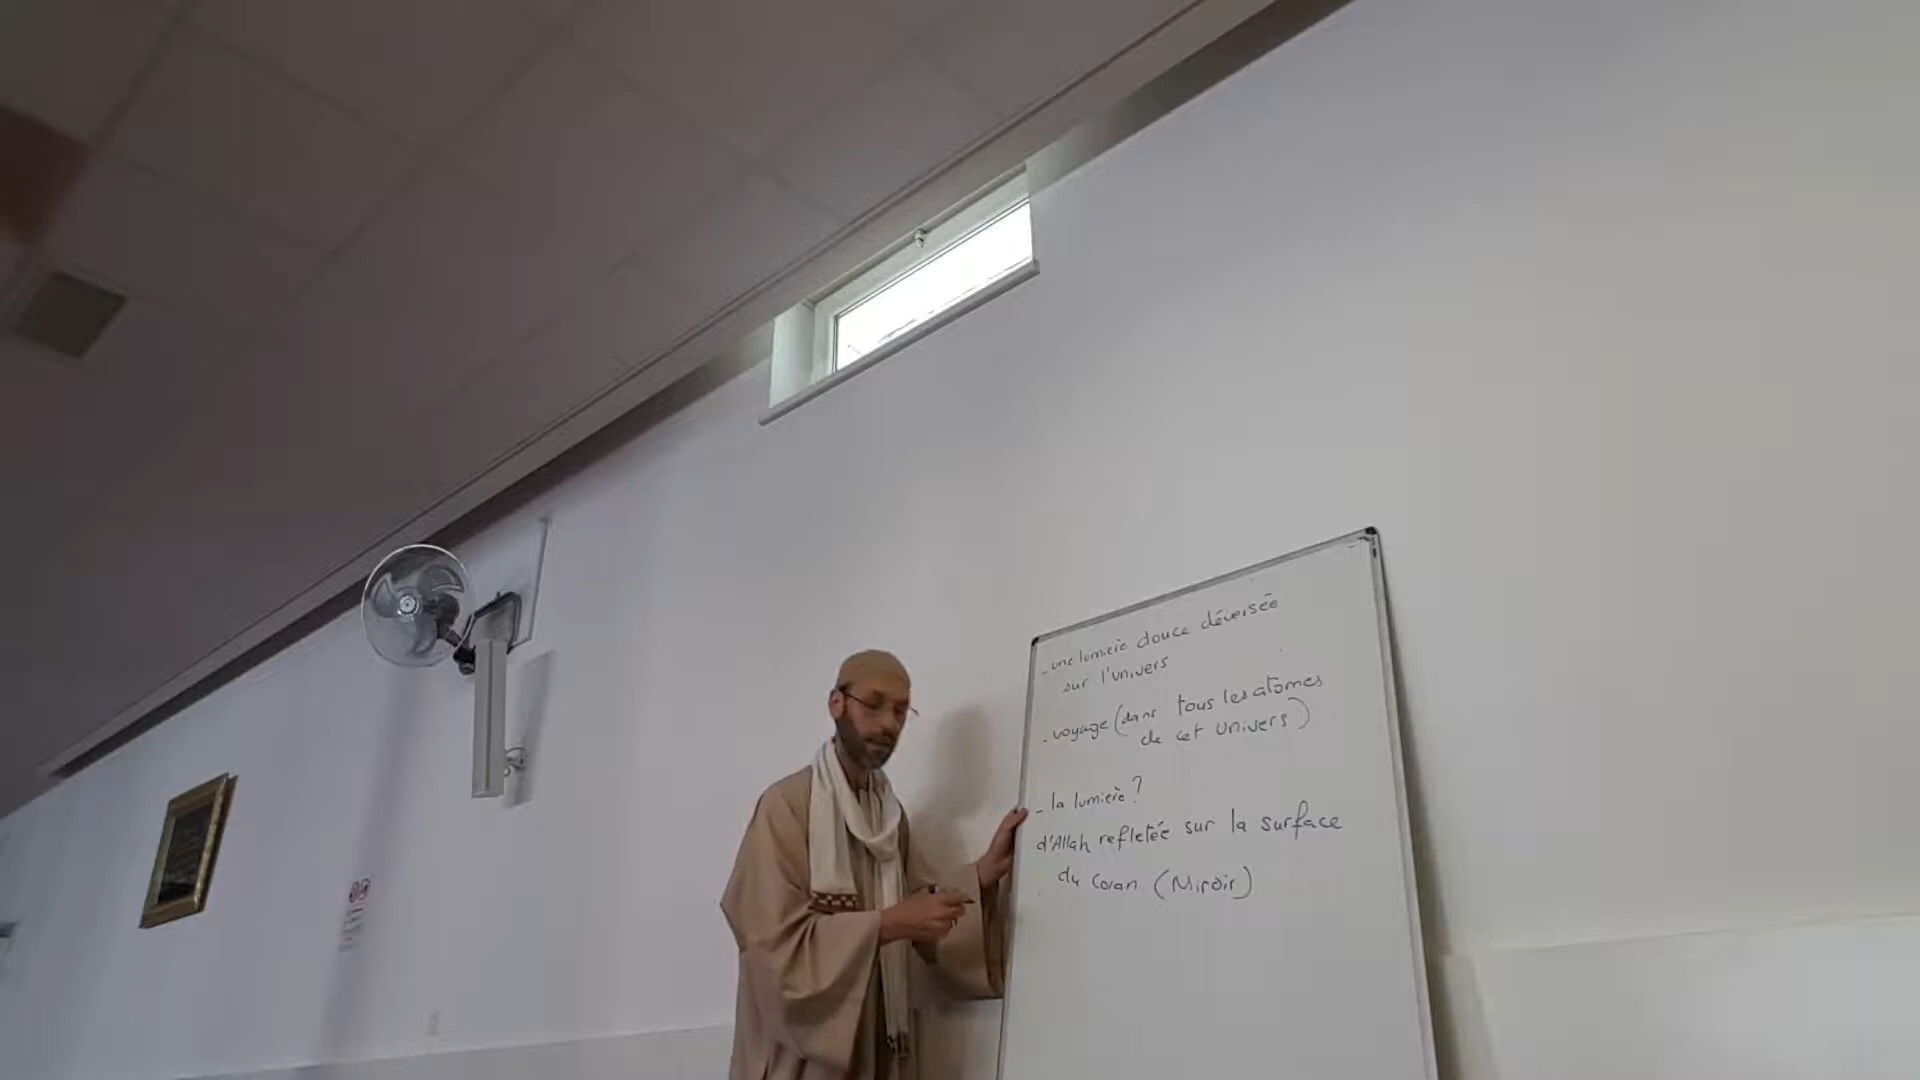 - une lumière douce déversée
sur l'univers
- voyage (dans tous les atomes
de cet univers)
- la lumière?
d'Allah refletée sur la surface
du coran (Miroir)